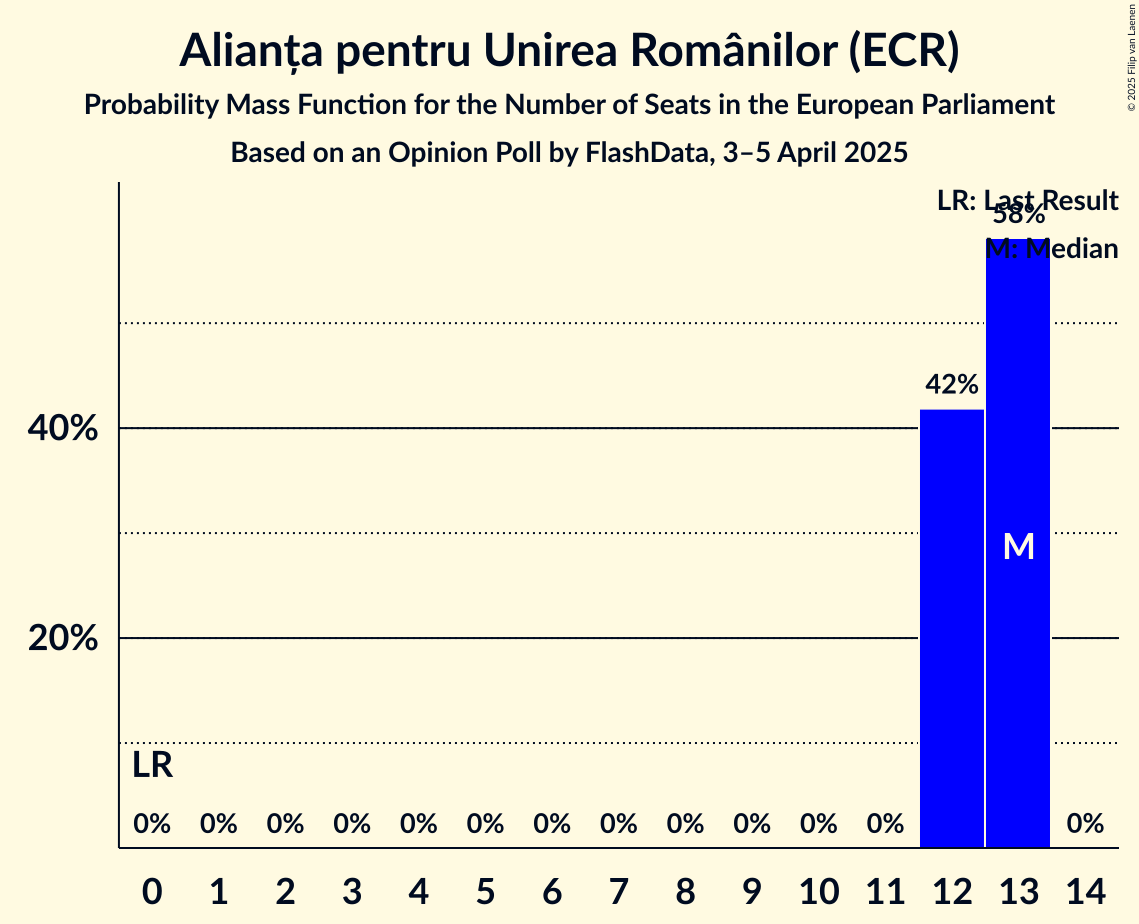 Alianța pentru Unirea Românilor (ECR)
Probability Mass Function for the Number of Seats in the European Parliament
Based on an Opinion Poll by FlashData, 3–5 April 2025
© 2025 Filip van Laenen
LR: Last Result
58%
M: Median
42%
40%
M
20%
LR
0% 0% 0% 0% 0% 0% 0% 0% 0% 0% 0% 0% 0%
0 1 2 3 4 5 6 7 8 9 10 11 12 13 14